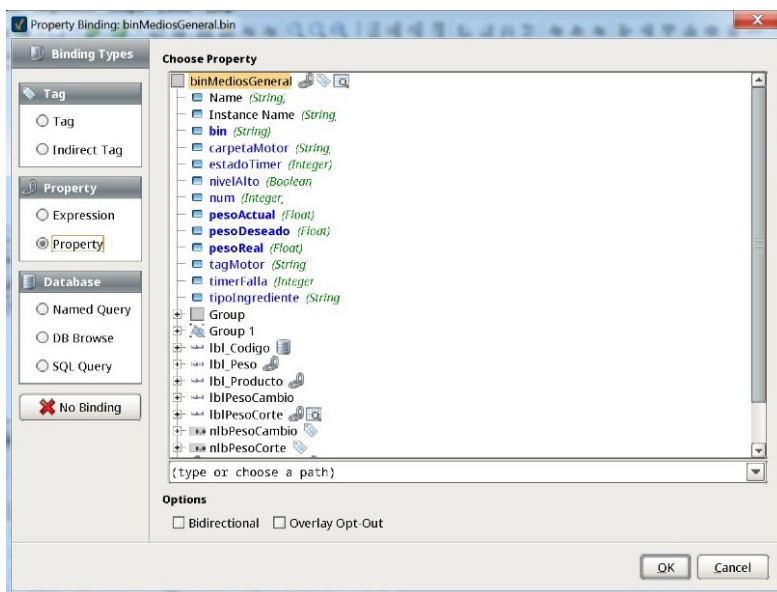 Property Binding: binMediosGeneral.bin
Binding Types
Tag
Tag
Indirect Tag
Property
Expression
Property
Database
Named Query
DB Browse
SQL Query
No Binding
Choose Property
binMediosGeneral
Name (String)
Instance Name (String)
bin (String)
carpetaMotor (String)
estadoTimer (Integer)
nivelAlto (Boolean)
num (Integer)
pesoActual (Float)
pesoDeseado (Float)
pesoReal (Float)
tagMotor (String
timerFalla (Integer
tipoIngrediente (String
Group
Group 1
lbl_Codigo
lbl_Peso
lbl_Producto
lblPesoCambio
lblPesoCorte
nlbPesoCambio
nlbPesoCorte
(type or choose a path)
Options
Bidirectional Overlay Opt-Out
OK Cancel